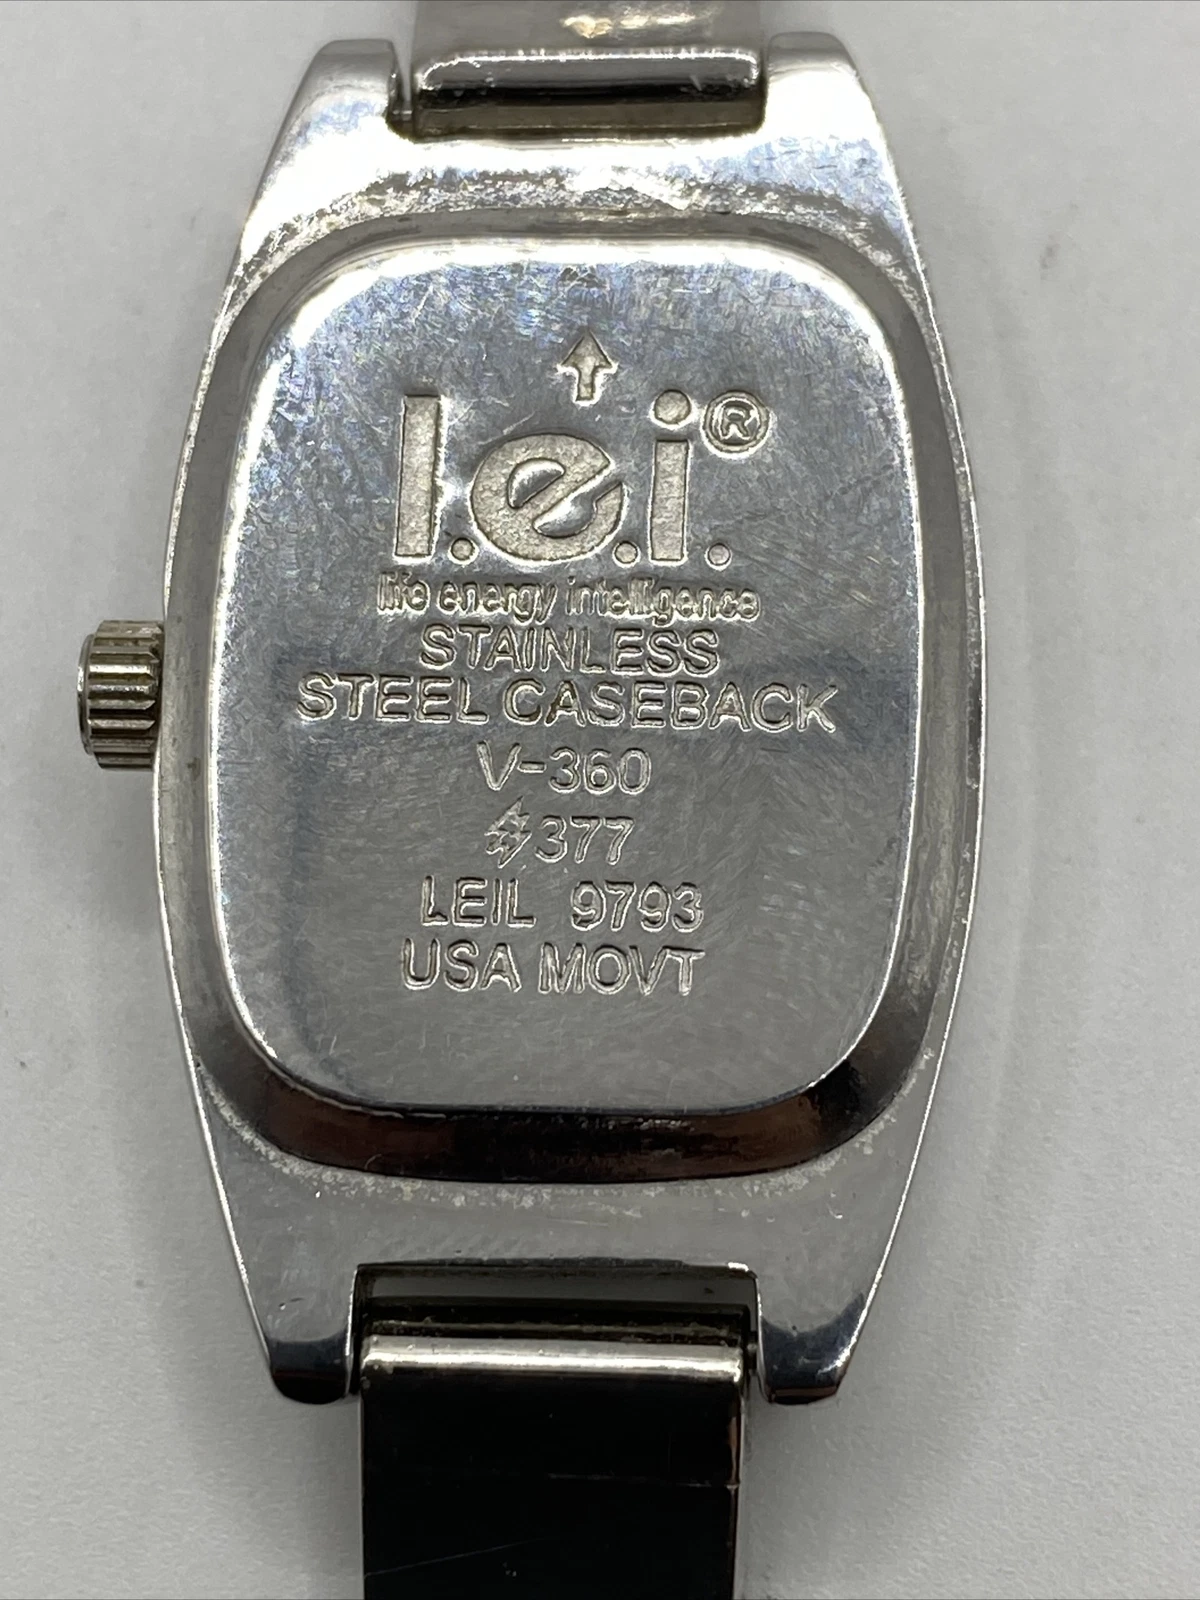 l.e.i.®
life energy intelligence
STAINLESS
STEEL CASEBACK
V-360
377
LEIL 9793
USA MOVT